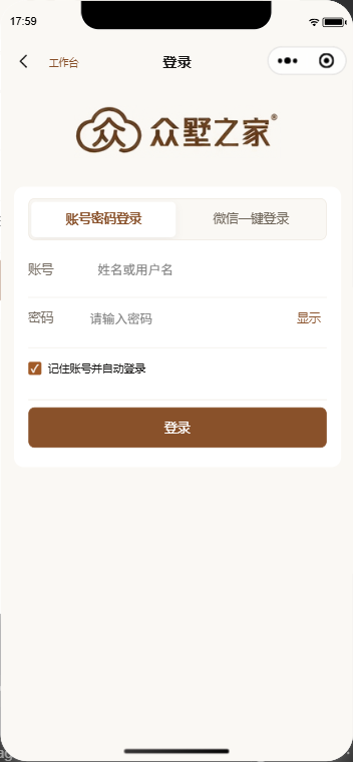 17:59
工作台
登录
众墅之家®
账号密码登录
微信一键登录
账号
姓名或用户名
密码
请输入密码
显示
记住账号并自动登录
登录